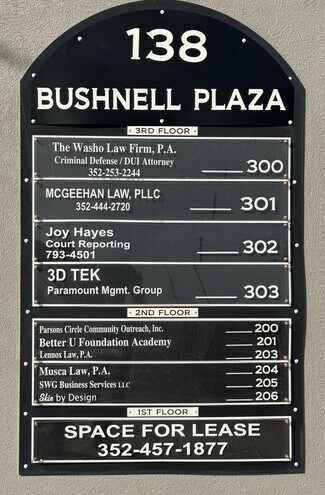 138
BUSHNELL PLAZA
3RD FLOOR
The Washo Law Firm, P.A.
Criminal Defense / DUI Attorney
352-253-2244
300
MCGEEHAN LAW, PLLC
352-444-2720
301
Joy Hayes
Court Reporting
793-4501
302
3D TEK
Paramount Mgmt. Group
303
2ND FLOOR
Parsons Circle Community Outreach, Inc. 200
Better U Foundation Academy 201
Lennox Law, P.A. 203
Musca Law, P.A. 204
SWG Business Services LLC 205
Skin by Design 206
1ST FLOOR
SPACE FOR LEASE
352-457-1877